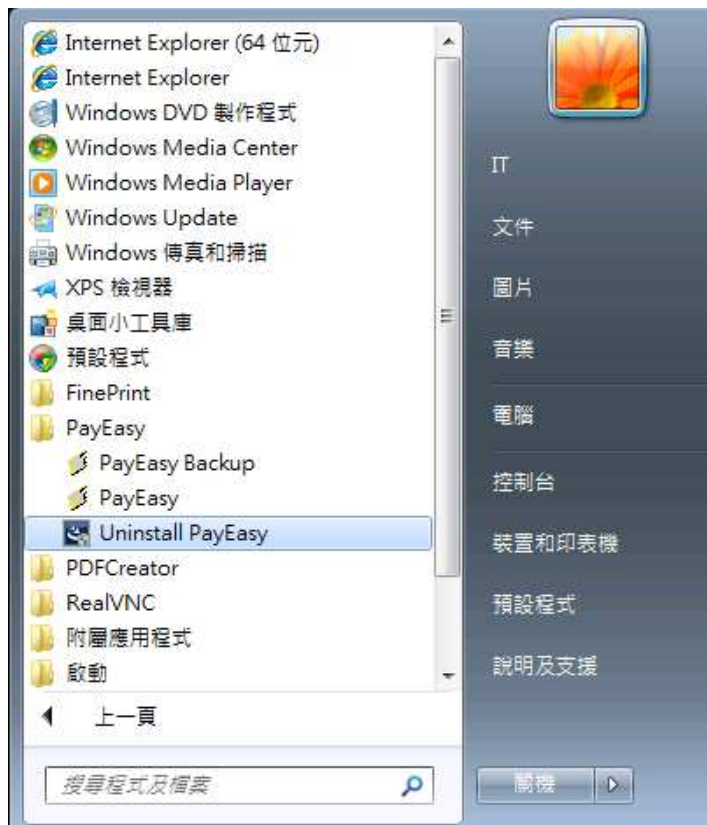 Internet Explorer (64 位元)
Internet Explorer
Windows DVD 製作程式
Windows Media Center
Windows Media Player
Windows Update
Windows 傳真和掃描
XPS 檢視器
桌面小工具庫
預設程式
FinePrint
PayEasy
PayEasy Backup
PayEasy
Uninstall PayEasy
PDFCreator
RealVNC
附屬應用程式
啟動
上一頁
搜尋程式及檔案
IT
文件
圖片
音樂
電腦
控制台
裝置和印表機
預設程式
說明及支援
關機